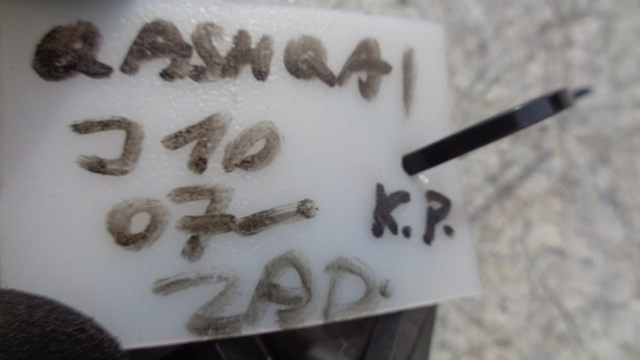 QASHQAI
J10
07-
K.P.
ZAD.